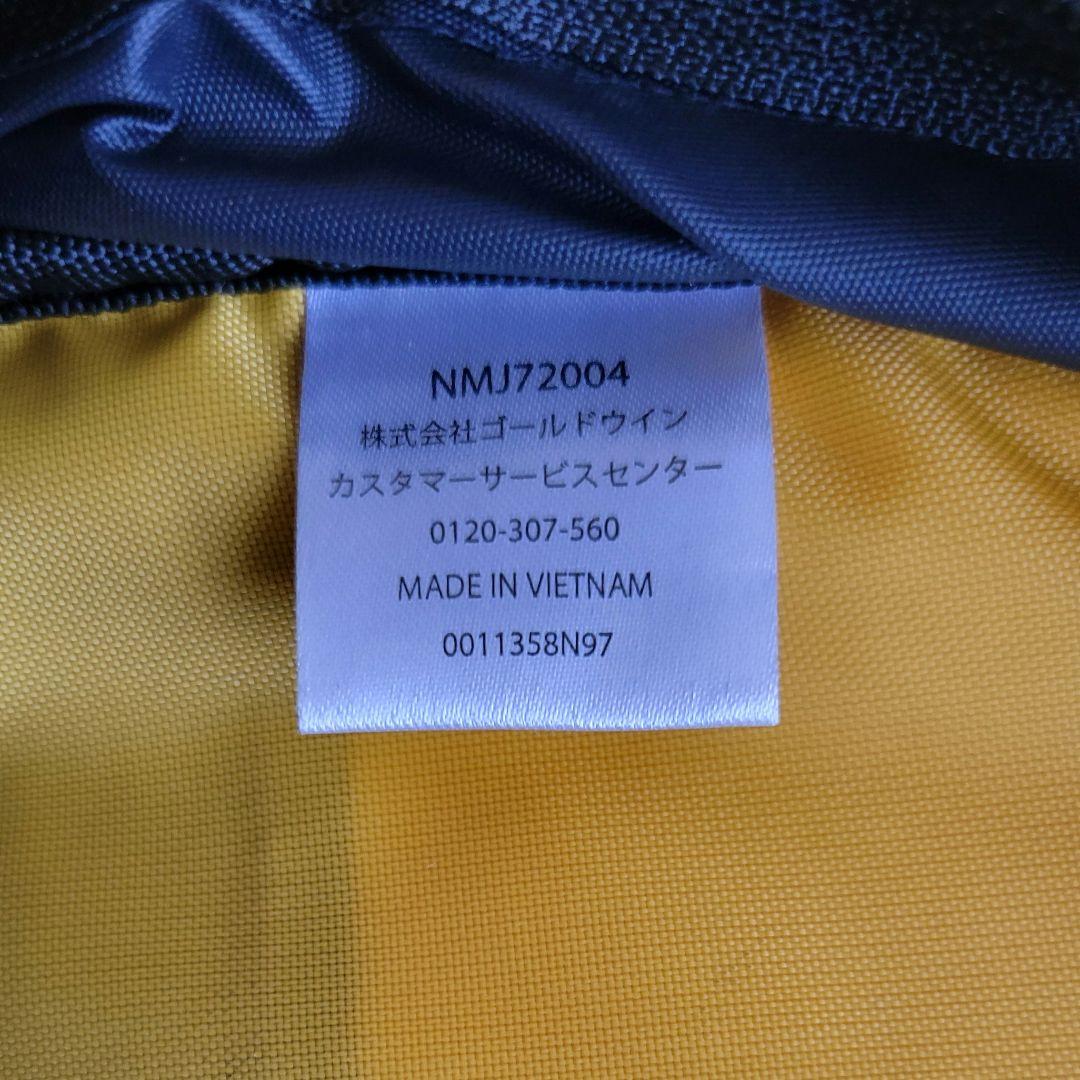 NMJ72004
株式会社ゴールドウイン
カスタマーサービスセンター
0120-307-560
MADE IN VIETNAM
0011358N97